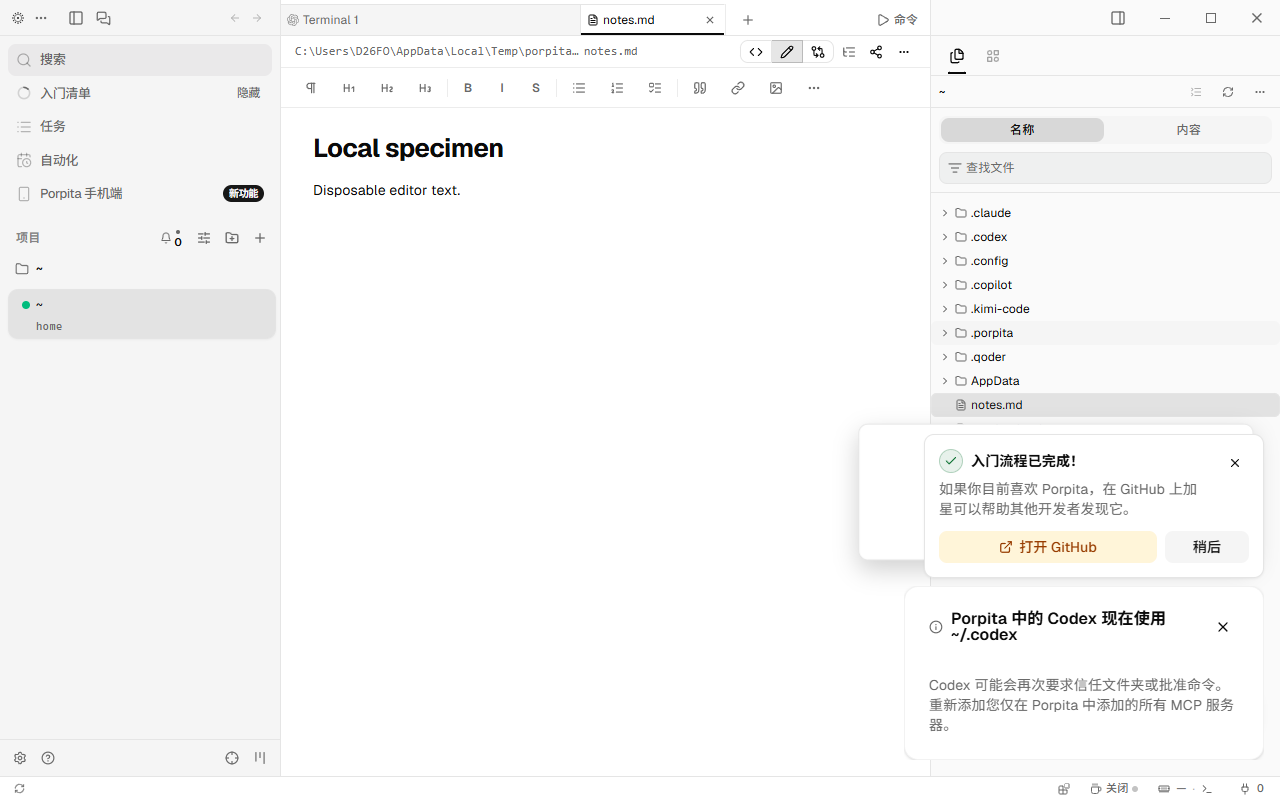 Terminal 1
notes.md
命令
C:\Users\D26FO\AppData\Local\Temp\porpita… notes.md
H1 H2 H3 B I S
Local specimen
Disposable editor text.
搜索
入门清单
隐藏
任务
自动化
Porpita 手机端
新功能
项目
0
~
~
home
~
名称
内容
查找文件
.claude
.codex
.config
.copilot
.kimi-code
.porpita
.qoder
AppData
notes.md
入门流程已完成！
如果你目前喜欢 Porpita，在 GitHub 上加
星可以帮助其他开发者发现它。
打开 GitHub
稍后
Porpita 中的 Codex 现在使用
~/.codex
Codex 可能会再次要求信任文件夹或批准命令。
重新添加您仅在 Porpita 中添加的所有 MCP 服务
器。
关闭
0